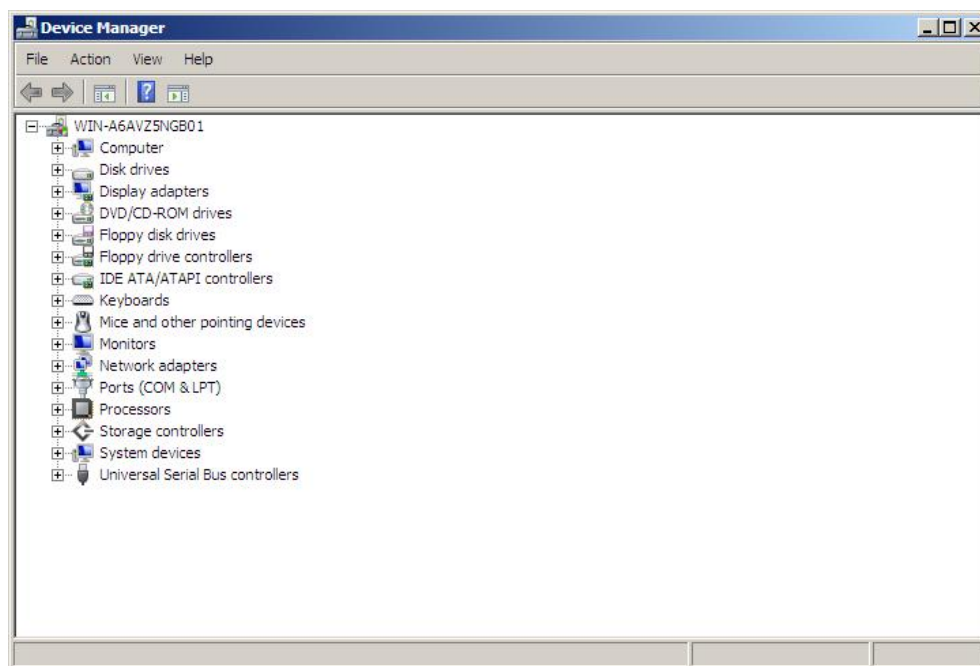 Device Manager
File Action View Help
WIN-A6AVZ5NGB01
Computer
Disk drives
Display adapters
DVD/CD-ROM drives
Floppy disk drives
Floppy drive controllers
IDE ATA/ATAPI controllers
Keyboards
Mice and other pointing devices
Monitors
Network adapters
Ports (COM & LPT)
Processors
Storage controllers
System devices
Universal Serial Bus controllers